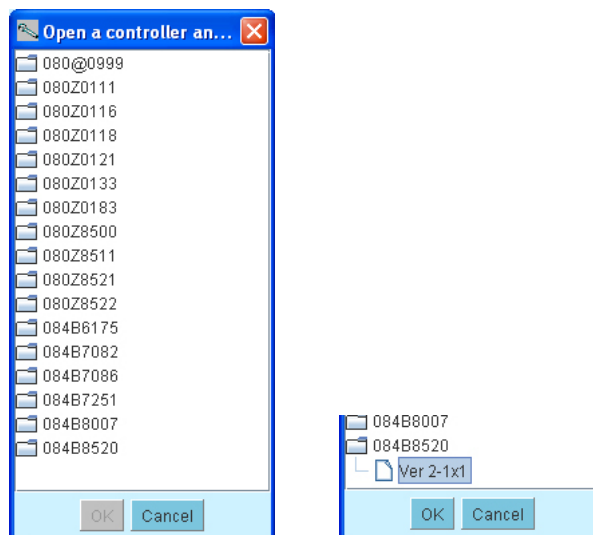 Open a controller an...
080@0999
080Z0111
080Z0116
080Z0118
080Z0121
080Z0133
080Z0183
080Z8500
080Z8511
080Z8521
080Z8522
084B6175
084B7082
084B7086
084B7251
084B8007
084B8520
OK Cancel
084B8007
084B8520
Ver 2-1x1
OK Cancel